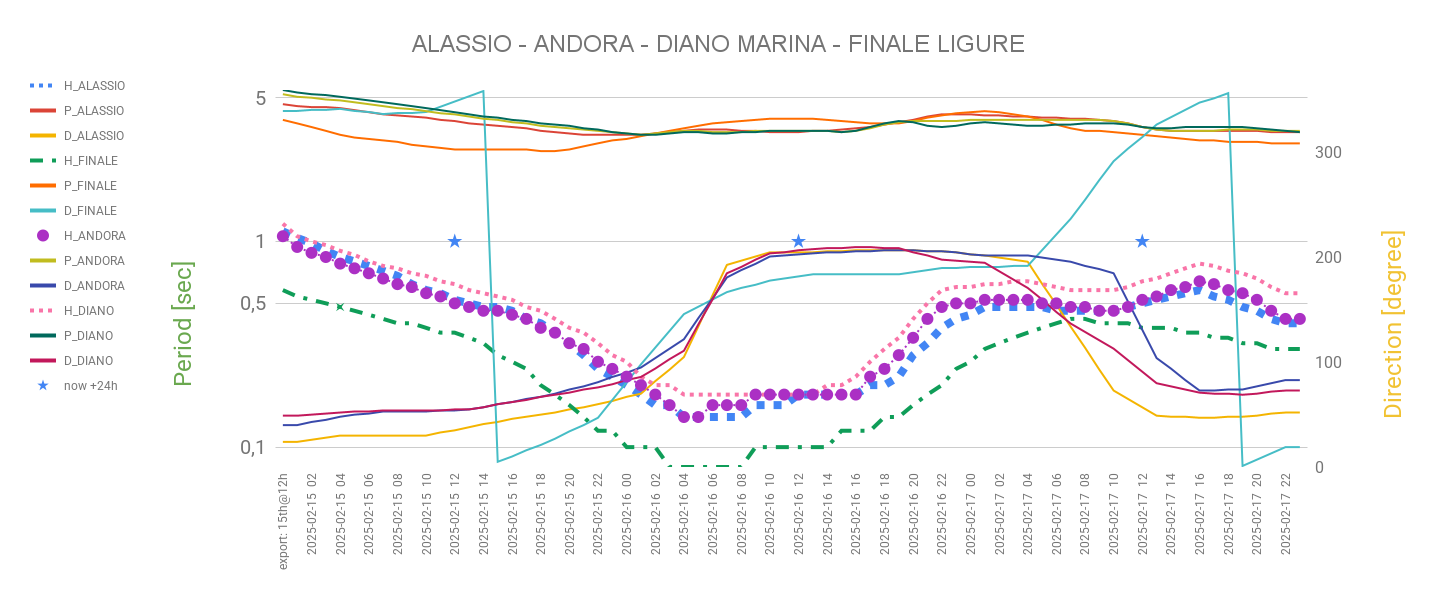 ALASSIO - ANDORA - DIANO MARINA - FINALE LIGURE
H_ALASSIO
P_ALASSIO
D_ALASSIO
H_FINALE
P_FINALE
D_FINALE
H_ANDORA
P_ANDORA
D_ANDORA
H_DIANO
P_DIANO
D_DIANO
now +24h
Period [sec]
5
1
0,5
0,1
300
200
100
0
Direction [degree]
export: 15th@12h
2025-02-15 02
2025-02-15 04
2025-02-15 06
2025-02-15 08
2025-02-15 10
2025-02-15 12
2025-02-15 14
2025-02-15 16
2025-02-15 18
2025-02-15 20
2025-02-15 22
2025-02-16 00
2025-02-16 02
2025-02-16 04
2025-02-16 06
2025-02-16 08
2025-02-16 10
2025-02-16 12
2025-02-16 14
2025-02-16 16
2025-02-16 18
2025-02-16 20
2025-02-16 22
2025-02-17 00
2025-02-17 02
2025-02-17 04
2025-02-17 06
2025-02-17 08
2025-02-17 10
2025-02-17 12
2025-02-17 14
2025-02-17 16
2025-02-17 18
2025-02-17 20
2025-02-17 22